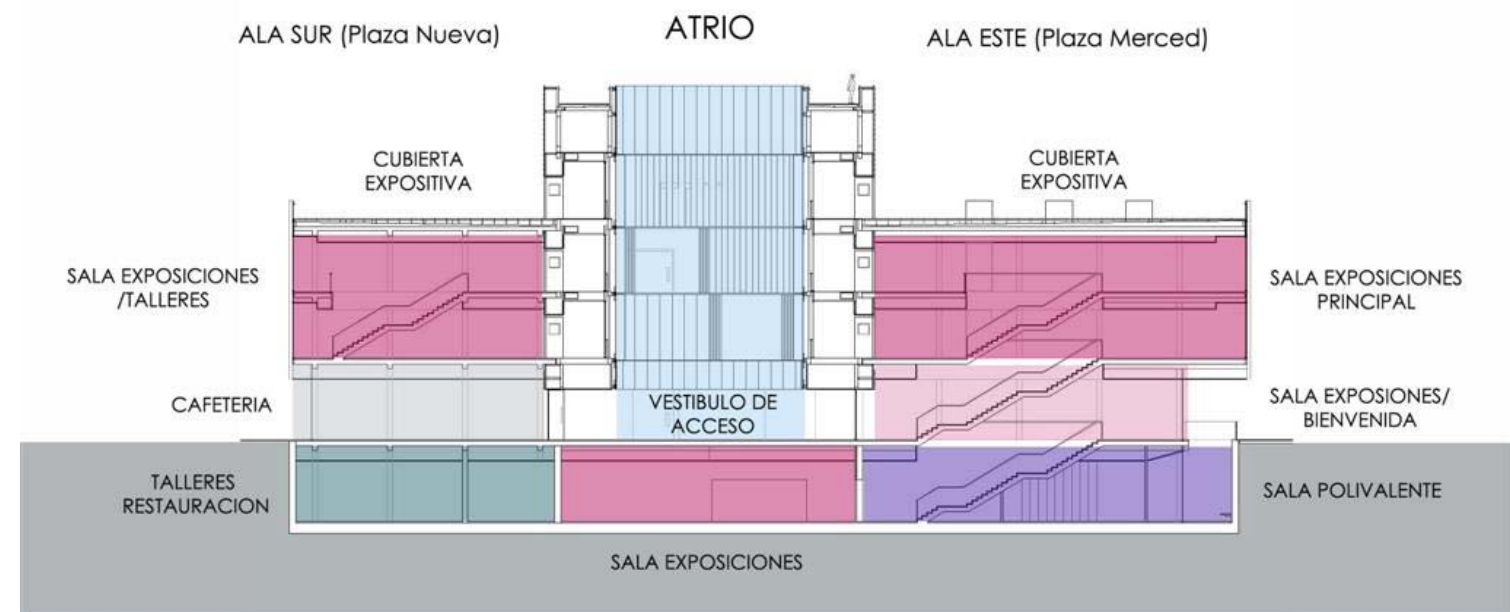 ALA SUR (Plaza Nueva)
ATRIO
ALA ESTE (Plaza Merced)
CUBIERTA
EXPOSITIVA
CUBIERTA
EXPOSITIVA
SALA EXPOSICIONES
/TALLERES
SALA EXPOSICIONES
PRINCIPAL
CAFETERIA
VESTIBULO DE
ACCESO
SALA EXPOSIONES/
BIENVENIDA
TALLERES
RESTAURACION
SALA POLIVALENTE
SALA EXPOSICIONES